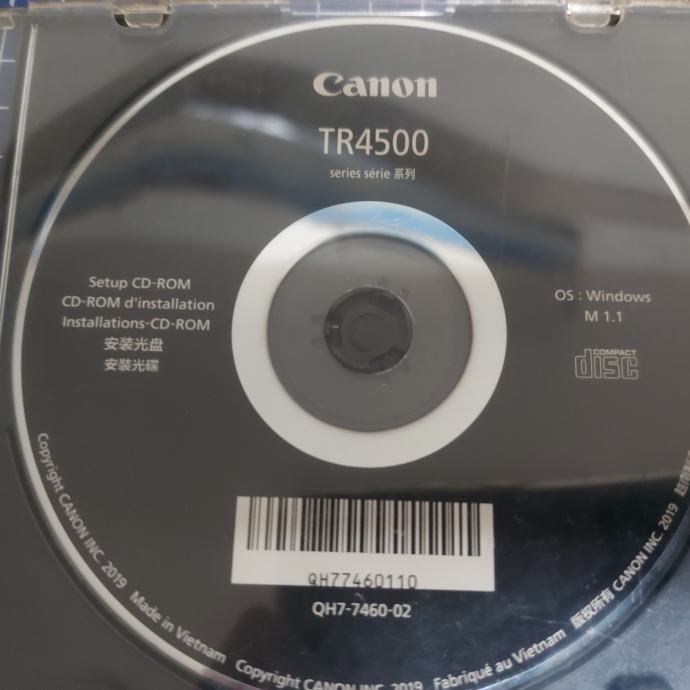 Canon
TR4500
series série 系列
Setup CD-ROM
CD-ROM d'installation
Installations-CD-ROM
安装光盘
安裝光碟
OS : Windows
M 1.1
COMPACT
disc
QH77460110
QH7-7460-02
Copyright CANON INC. 2019 Made in Vietnam
Copyright CANON INC. 2019 Fabriqué au Vietnam
版权所有 CANON INC. 2019